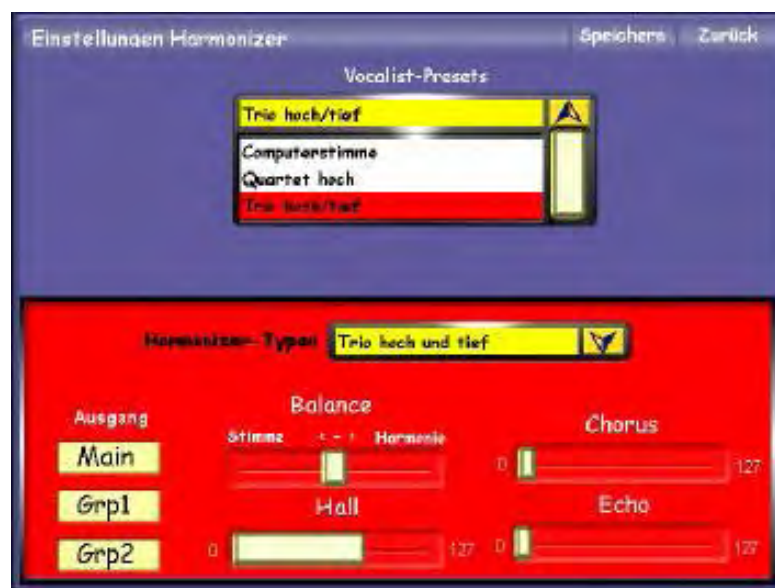 Einstellungen Harmonizer Speichern Zurück
Vocalist-Presets
Trio hoch/tief
Computerstimme
Quartet hoch
Trio hoch/tief
Harmonizer-Typen Trio hoch und tief
Ausgang
Balance
Chorus
Stimme < - > Harmonie
Main
0 127
Grp1
Hall
Echo
Grp2
0 127
0 127